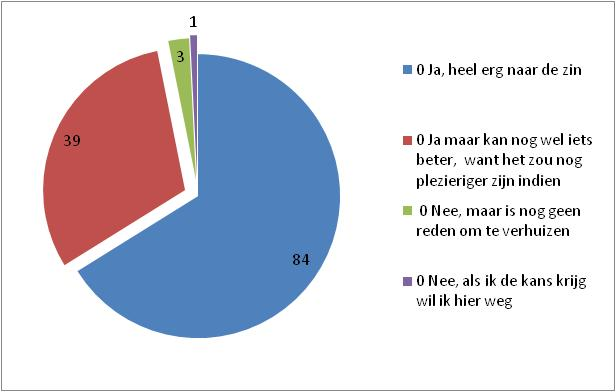 1
3
39
84
0 Ja, heel erg naar de zin
0 Ja maar kan nog wel iets
beter, want het zou nog
plezieriger zijn indien
0 Nee, maar is nog geen
reden om te verhuizen
0 Nee, als ik de kans krijg
wil ik hier weg